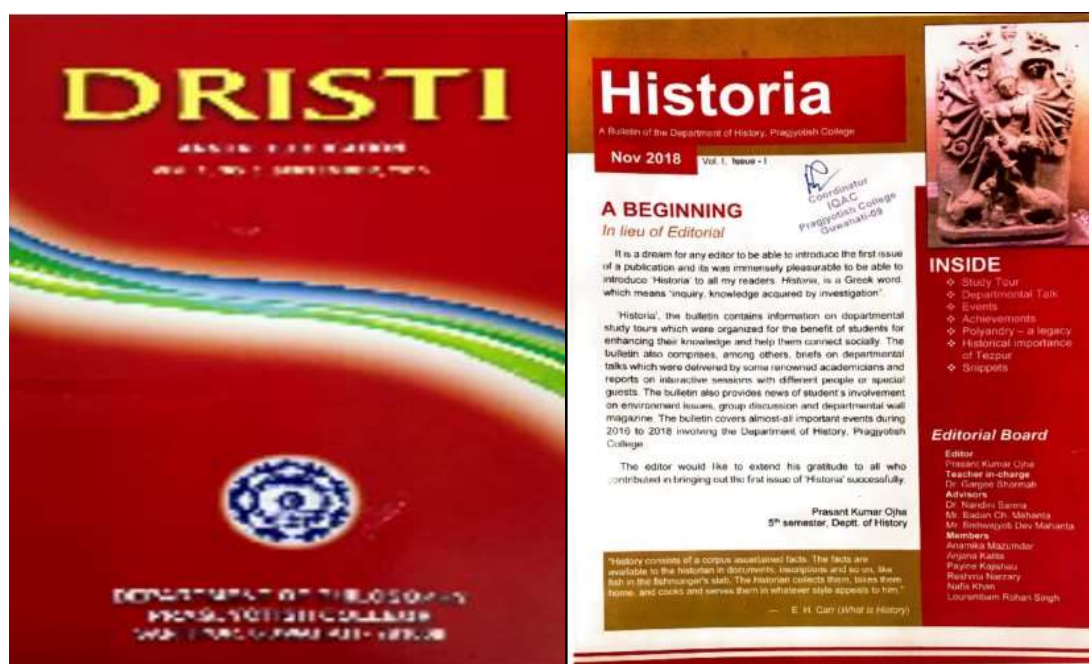 DRISTI
DEPARTMENT OF PHILOSOPHY
PRAGJYOTISH COLLEGE
Historia
A Bulletin of the Department of History, Pragjyotish College
Nov 2018
Vol. I, Issue - I
Coordinator
IQAC
Pragjyotish College
Guwahati-09
A BEGINNING
In lieu of Editorial
It is a dream for any editor to be able to introduce the first issue
of a publication and its was immensely pleasurable to be able to
introduce 'Historia' to all my readers. Historia, is a Greek word,
which means "inquiry, knowledge acquired by investigation".
'Historia', the bulletin contains information on departmental
study tours which were organized for the benefit of students for
enhancing their knowledge and help them connect socially. The
bulletin also comprises, among others, briefs on departmental
talks which were delivered by some renowned academicians and
reports on interactive sessions with different people or special
guests. The bulletin also provides news of student's involvement
on environment issues, group discussion and departmental wall
magazine. The bulletin covers almost-all important events during
2016 to 2018 involving the Department of History, Pragjyotish
College.
The editor would like to extend his gratitude to all who
contributed in bringing out the first issue of 'Historia' successfully.
Prasant Kumar Ojha
5th semester, Deptt. of History
"History consists of a corpus ascertained facts. The facts are
available to the historian in documents, inscriptions and so on, like
fish in the fishmonger's slab. The historian collects them, takes them
home, and cooks and serves them in whatever style appeals to him."
— E. H. Carr (What is History)
INSIDE
❖ Study Tour
❖ Departmental Talk
❖ Events
❖ Achievements
❖ Polyandry – a legacy
❖ Historical importance
of Tezpur
❖ Snippets
Editorial Board
Editor
Prasant Kumar Ojha
Teacher in-charge
Dr. Gargee Sharmah
Advisors
Dr. Nandini Sarma
Mr. Badan Ch. Mahanta
Mr. Bishwajyoti Dev Mahanta
Members
Anamika Mazumdar
Anjana Kalita
Payine Kajishau
Reshma Narzary
Nafis Khan
Lourembam Rohan Singh